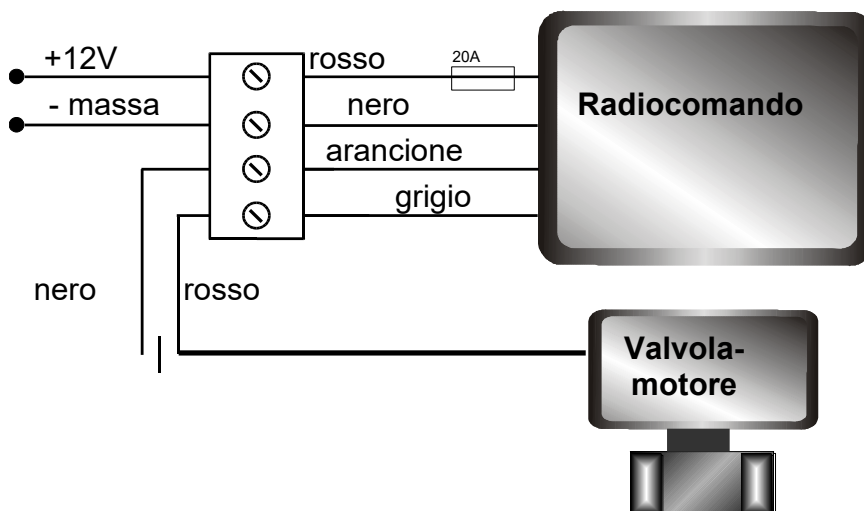 +12V
rosso
20A
- massa
nero
Radiocomando
arancione
grigio
nero
rosso
Valvola-
motore